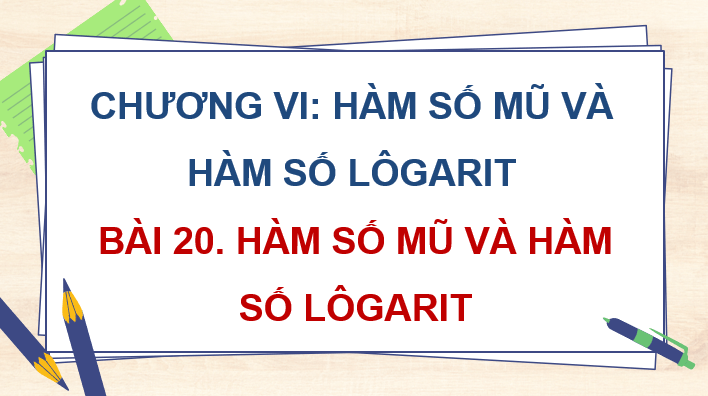 CHƯƠNG VI: HÀM SỐ MŨ VÀ
HÀM SỐ LÔGARIT
BÀI 20. HÀM SỐ MŨ VÀ HÀM
SỐ LÔGARIT